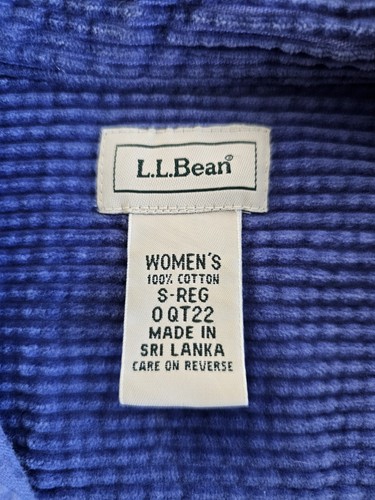 L.L.Bean®
WOMEN'S
100% COTTON
S-REG
0 QT22
MADE IN
SRI LANKA
CARE ON REVERSE